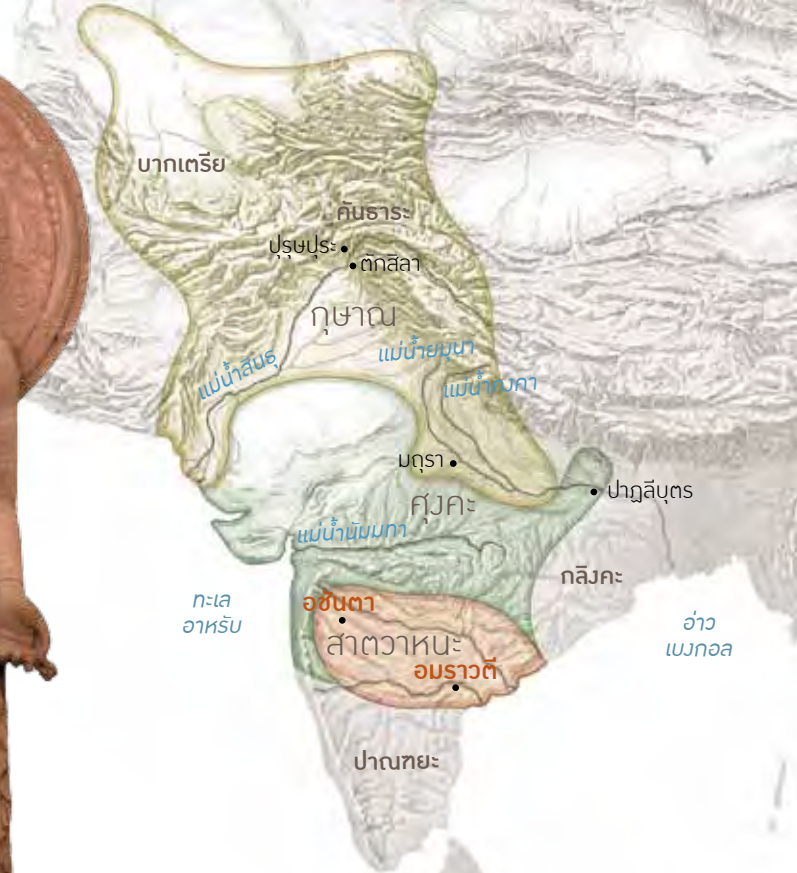 บากเตรีย
คันธาระ
ปุรุษปุระ
ตักสิลา
กุษาณ
แม่น้ำยมุนา
แม่น้ำสินธุ
แม่น้ำคงคา
มถุรา
ปาฏลีบุตร
ศุงคะ
แม่น้ำนัมมทา
กลิงคะ
ทะเล
อาหรับ
อชันตา
อ่าว
เบงกอล
สาตวาหนะ
อมราวตี
ปาณฑยะ